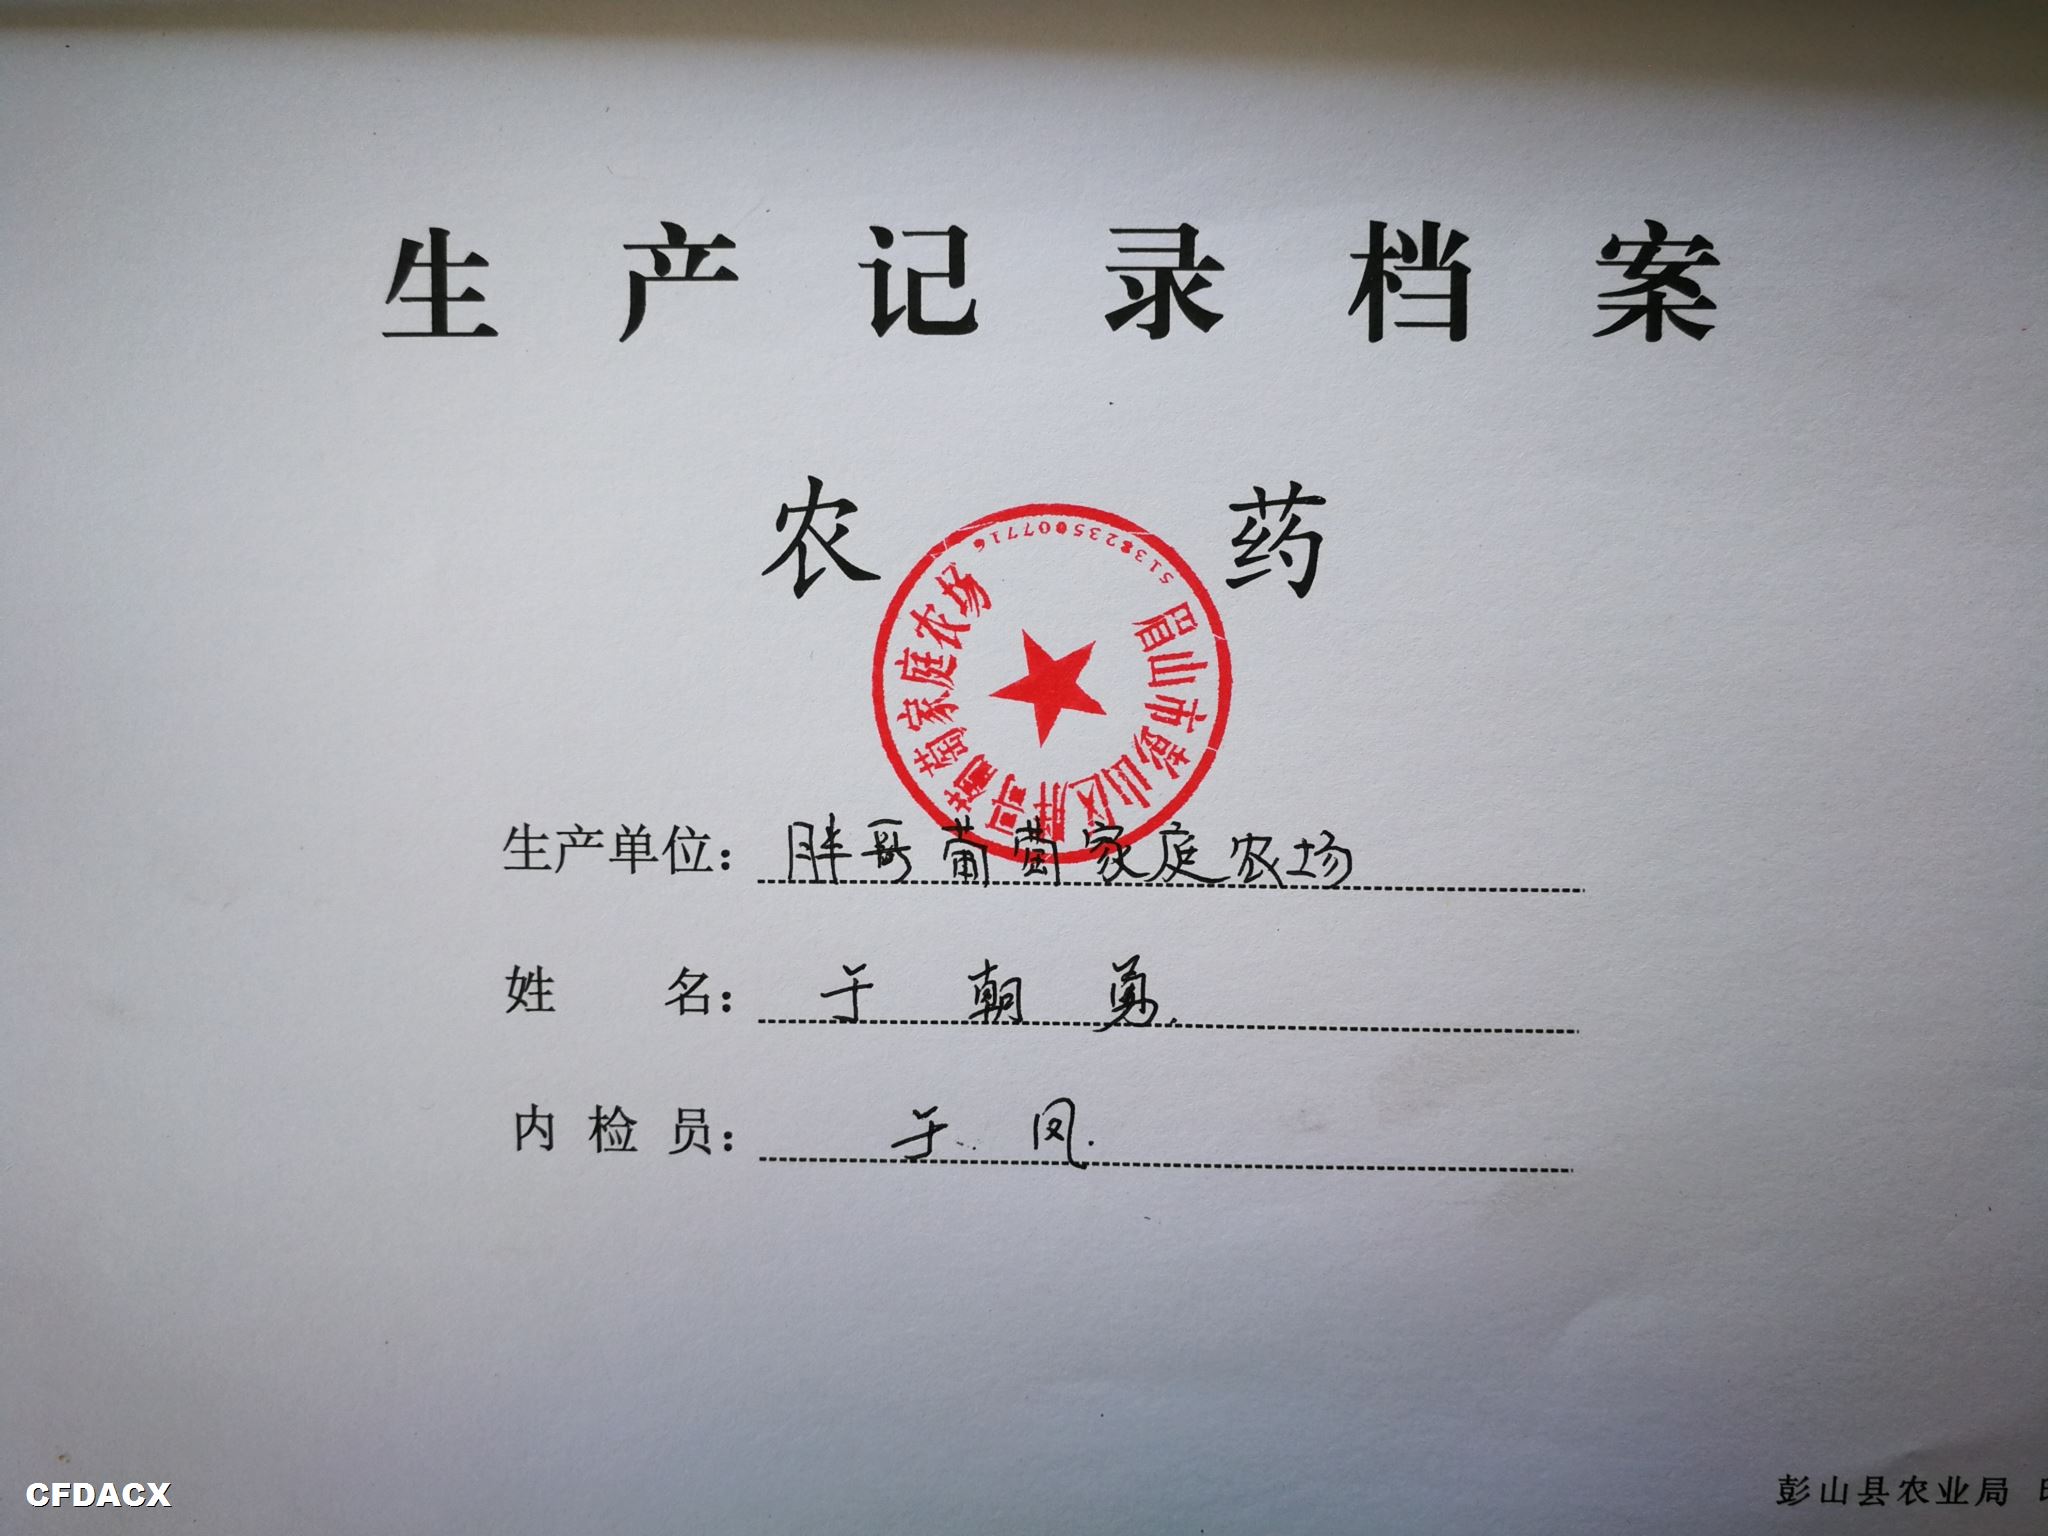 生产记录档案
农药
眉山市彭山区胖哥葡萄家庭农场
5138235007716
生产单位：胖哥葡萄家庭农场
姓名：于朝勇.
内检员：于凤.
彭山县农业局
CFDACX